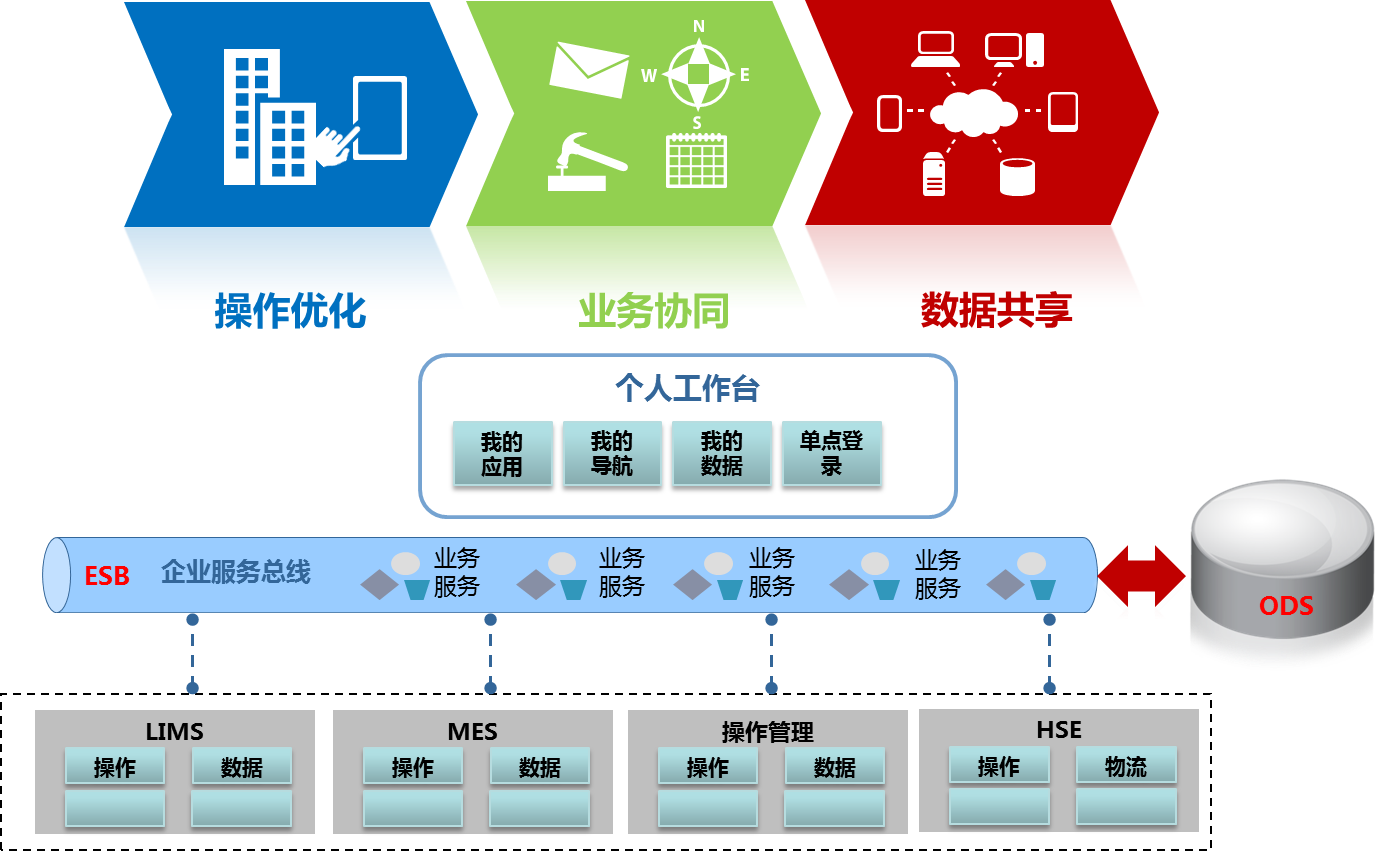 N
W
E
S
操作优化
业务协同
数据共享
个人工作台
我的
应用
我的
导航
我的
数据
单点登
录
ESB
企业服务总线
业务
服务
业务
服务
业务
服务
业务
服务
ODS
LIMS
操作
数据
MES
操作
数据
操作管理
操作
数据
HSE
操作
物流